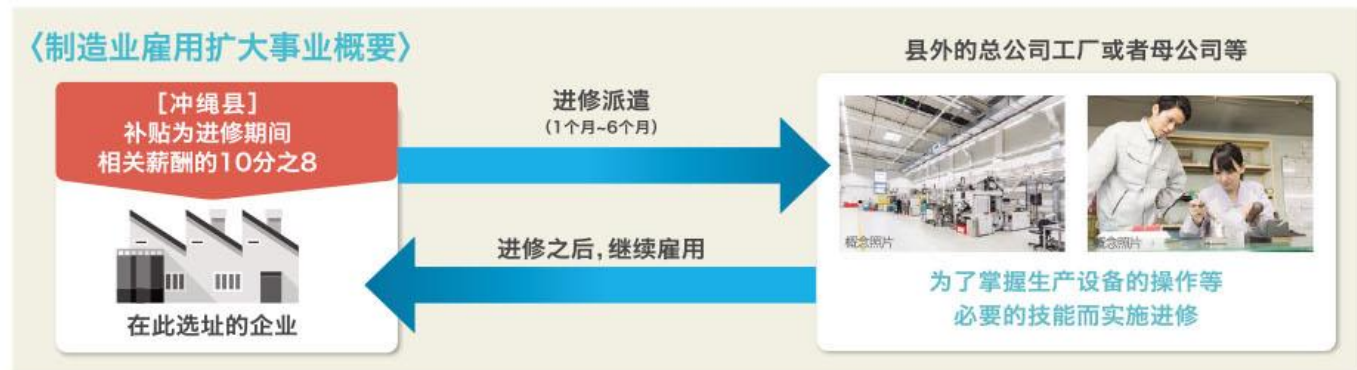 〈制造业雇用扩大事业概要〉
［冲绳县］
补贴为进修期间
相关薪酬的10分之8
在此选址的企业
进修派遣
(1个月~6个月)
进修之后,继续雇用
县外的总公司工厂或者母公司等
概念照片
概念照片
为了掌握生产设备的操作等
必要的技能而实施进修